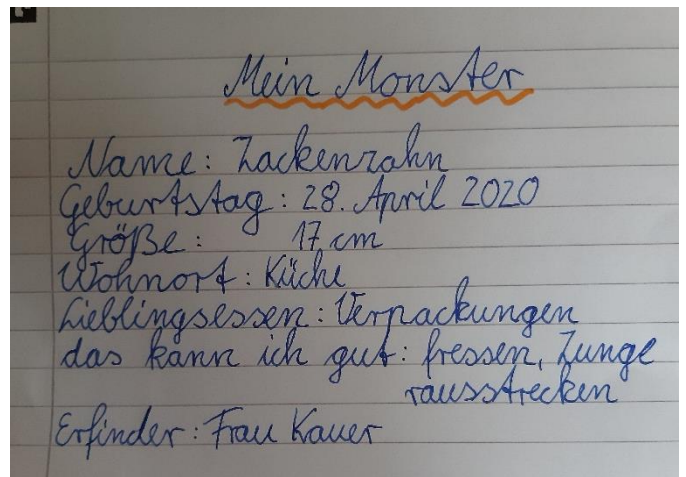 Mein Monster
Name: Zackenzahn
Geburtstag: 28. April 2020
Größe: 17 cm
Wohnort: Küche
Lieblingsessen: Verpackungen
das kann ich gut: fressen, Zunge
rausstrecken
Erfinder: Frau Kauer